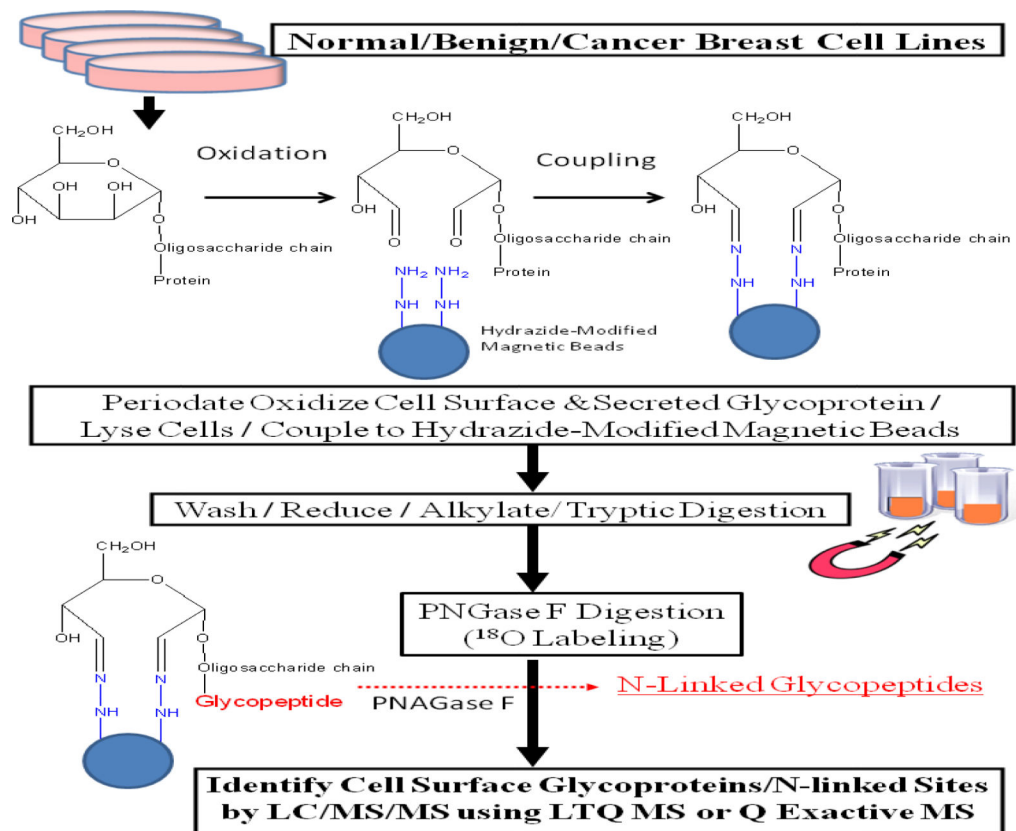 Normal/Benign/Cancer Breast Cell Lines
CH₂OH
O
OH
OH
OH
O
O
Oligosaccharide chain
Protein
Oxidation
CH₂OH
O
OH
O
O
O
Oligosaccharide chain
Protein
NH₂ NH₂
NH NH
Hydrazide-Modified
Magnetic Beads
Coupling
CH₂OH
O
OH
O
Oligosaccharide chain
Protein
N N
NH NH
Periodate Oxidize Cell Surface & Secreted Glycoprotein /
Lyse Cells / Couple to Hydrazide-Modified Magnetic Beads
Wash / Reduce / Alkylate/ Tryptic Digestion
CH₂OH
O
OH
O
Oligosaccharide chain
Glycopeptide
N N
NH NH
PNGase F Digestion
(¹⁸O Labeling)
PNAGase F
N-Linked Glycopeptides
Identify Cell Surface Glycoproteins/N-linked Sites
by LC/MS/MS using LTQ MS or Q Exactive MS